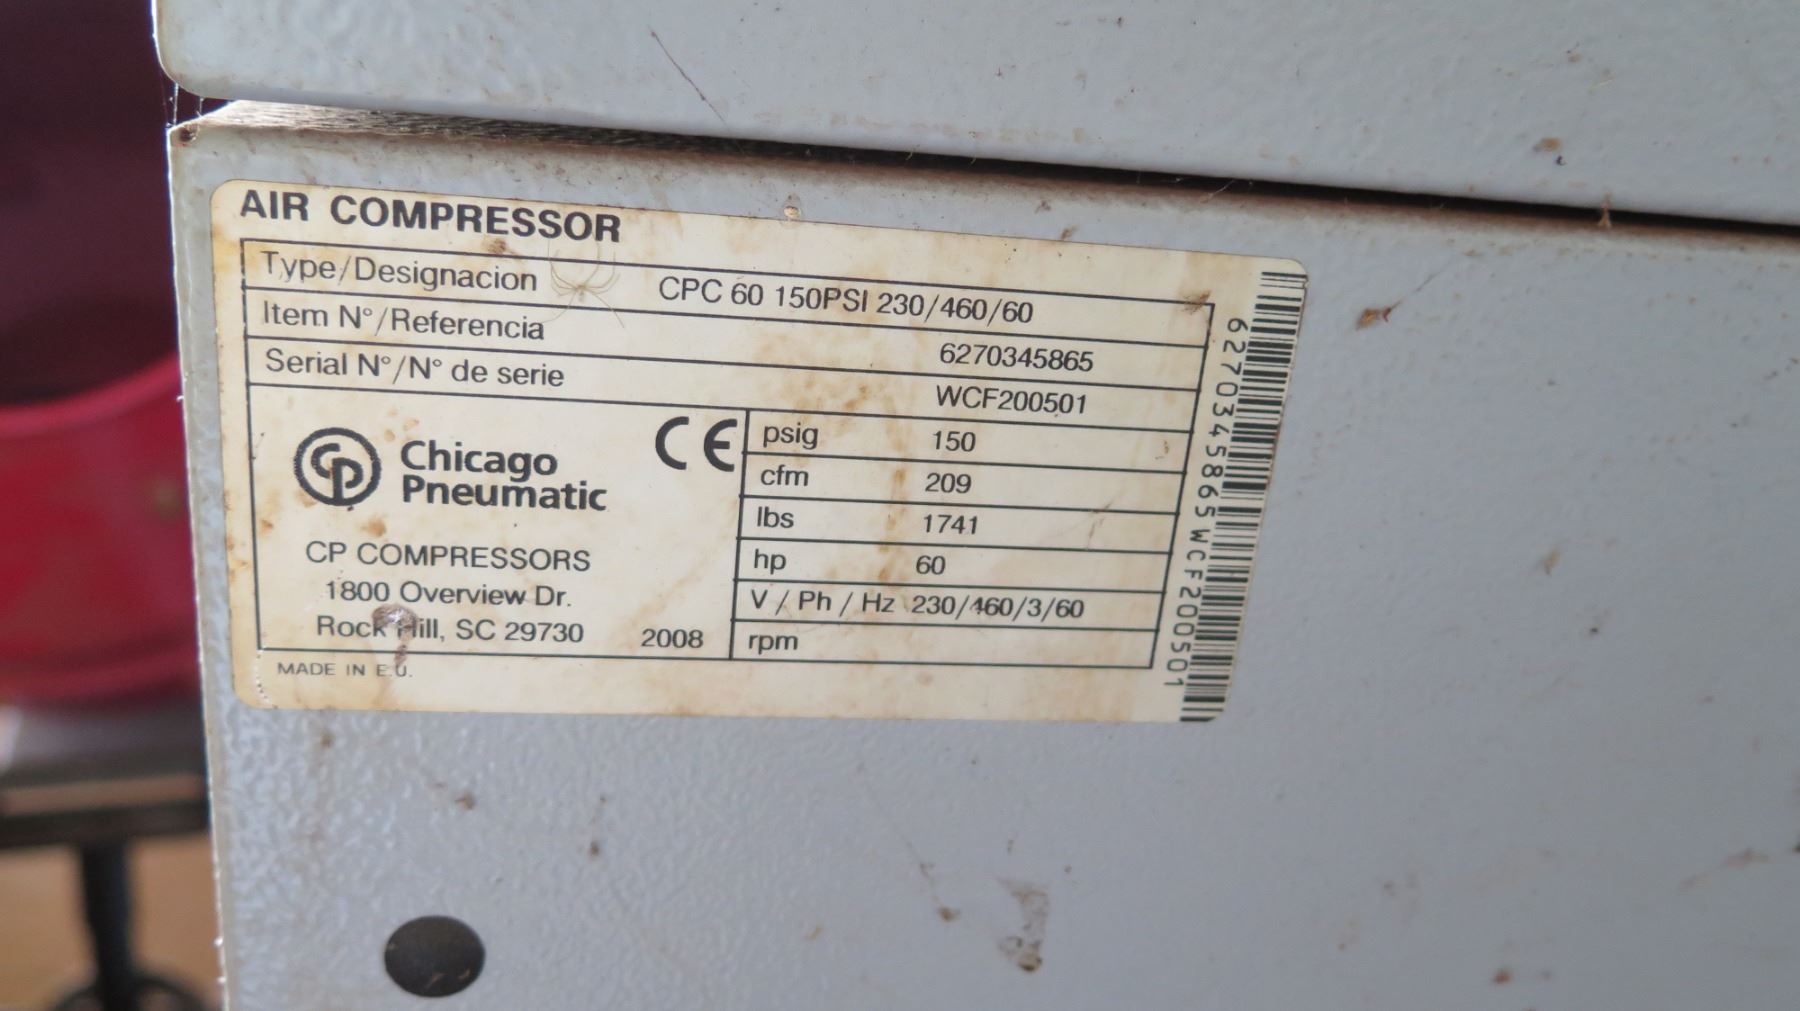 AIR COMPRESSOR
Type/Designacion CPC 60 150PSI 230/460/60
Item N°/Referencia 6270345865
Serial N°/N° de serie WCF200501
CP Chicago Pneumatic
CE
CP COMPRESSORS
1800 Overview Dr.
Rock Hill, SC 29730 2008
psig 150
cfm 209
lbs 1741
hp 60
V / Ph / Hz 230/460/3/60
rpm
MADE IN E.U.
6270345865WCF200501